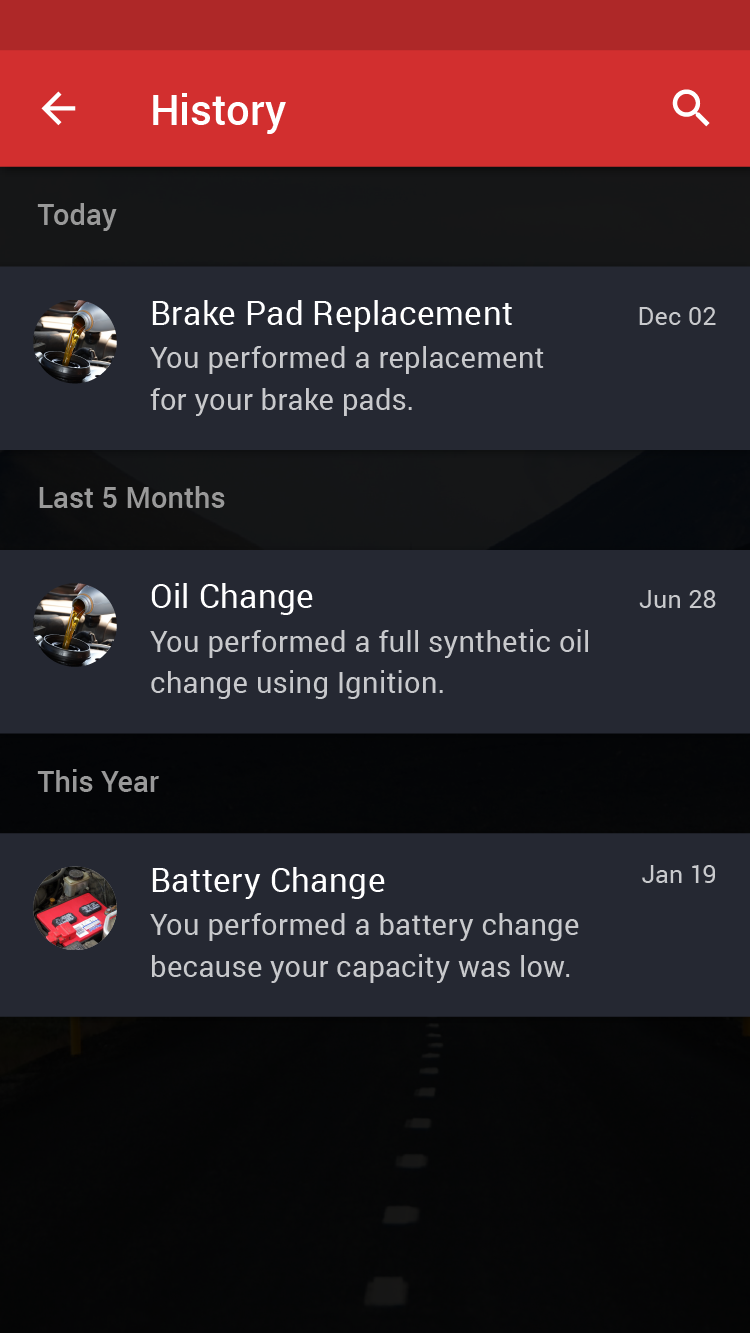 History
Today
Brake Pad Replacement
Dec 02
You performed a replacement
for your brake pads.
Last 5 Months
Oil Change
Jun 28
You performed a full synthetic oil
change using Ignition.
This Year
Battery Change
Jan 19
You performed a battery change
because your capacity was low.